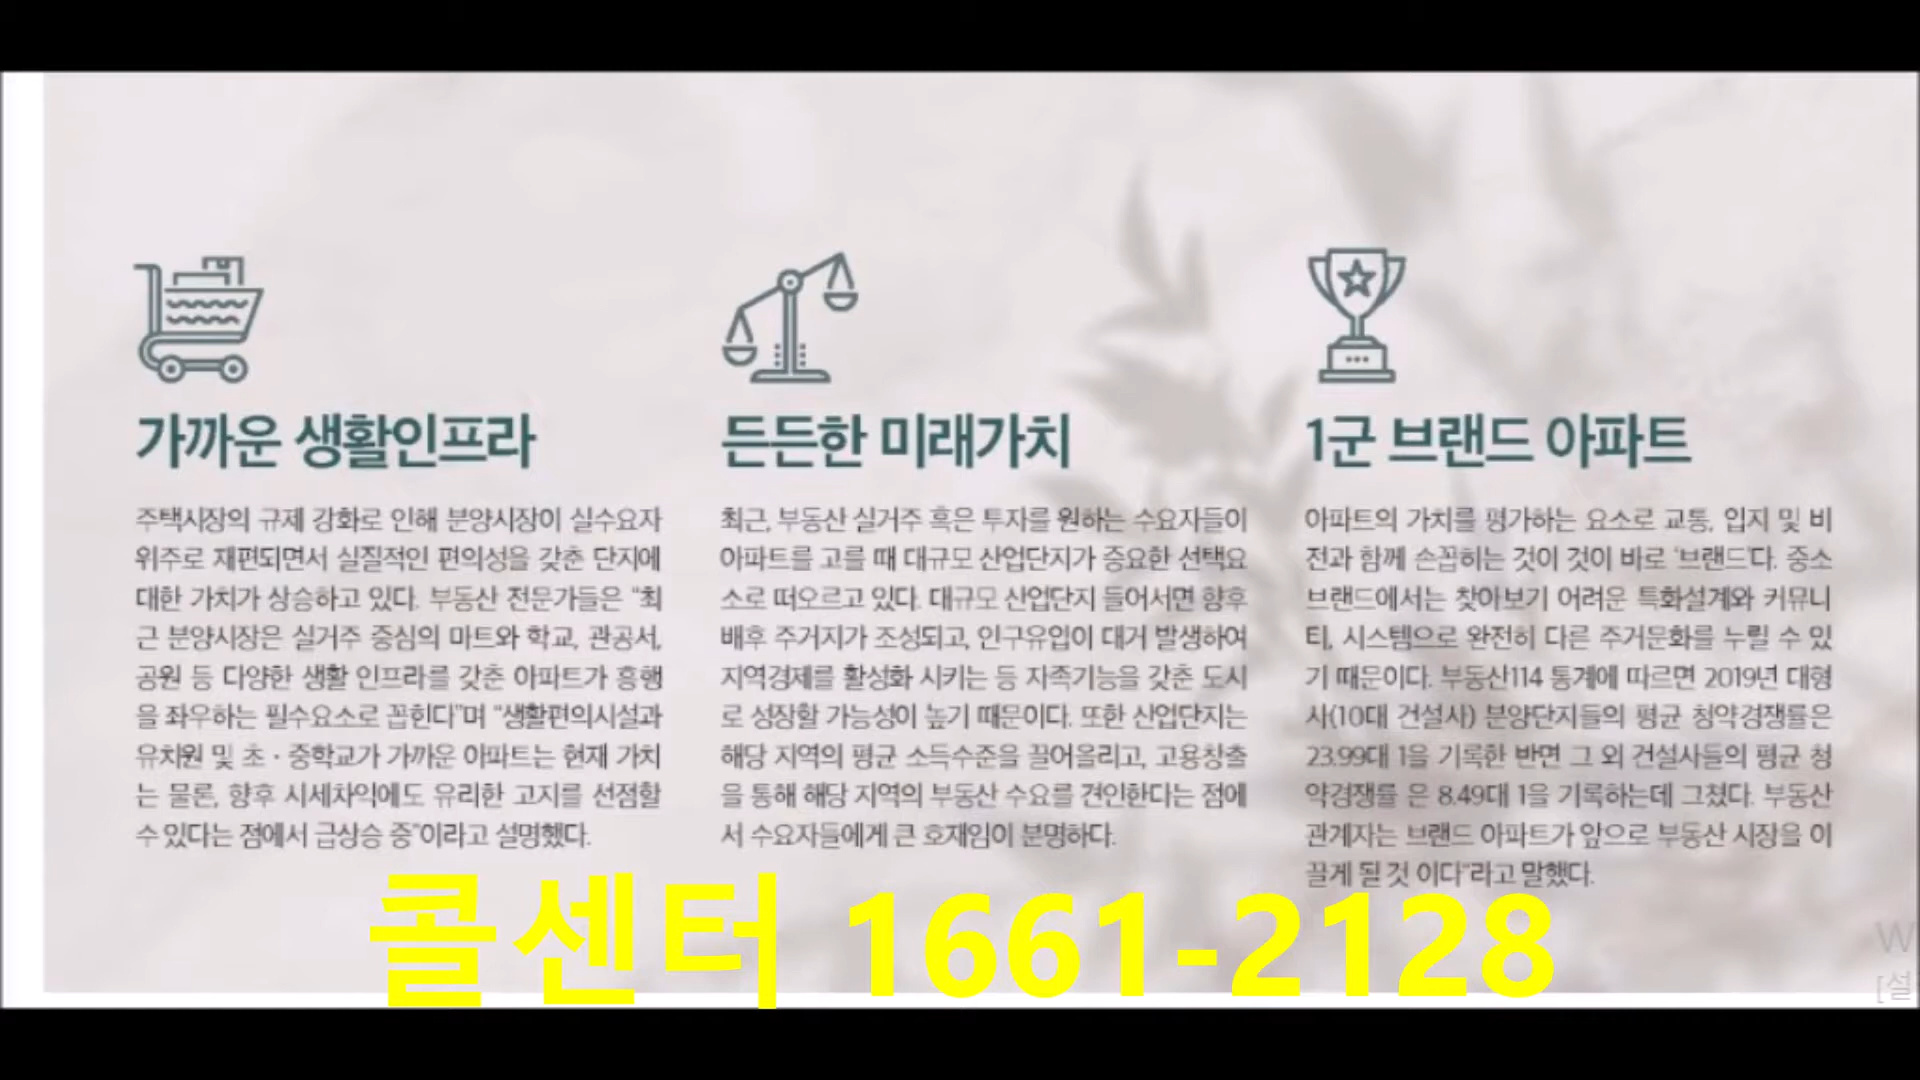 가까운 생활인프라
주택시장의 규제 강화로 인해 분양시장이 실수요자
위주로 재편되면서 실질적인 편의성을 갖춘 단지에
대한 가치가 상승하고 있다. 부동산 전문가들은 “최
근 분양시장은 실거주 중심의 마트와 학교, 관공서,
공원 등 다양한 생활 인프라를 갖춘 아파트가 흥행
을 좌우하는 필수요소로 꼽힌다”며 “생활편의시설과
유치원 및 초·중학교가 가까운 아파트는 현재 가치
는 물론, 향후 시세차익에도 유리한 고지를 선점할
수 있다는 점에서 급상승 중”이라고 설명했다.
든든한 미래가치
최근, 부동산 실거주 혹은 투자를 원하는 수요자들이
아파트를 고를 때 대규모 산업단지가 중요한 선택요
소로 떠오르고 있다. 대규모 산업단지 들어서면 향후
배후 주거지가 조성되고, 인구유입이 대거 발생하여
지역경제를 활성화 시키는 등 자족기능을 갖춘 도시
로 성장할 가능성이 높기 때문이다. 또한 산업단지는
해당 지역의 평균 소득수준을 끌어올리고, 고용창출
을 통해 해당 지역의 부동산 수요를 견인한다는 점에
서 수요자들에게 큰 호재임이 분명하다.
1군 브랜드 아파트
아파트의 가치를 평가하는 요소로 교통, 입지 및 비
전과 함께 손꼽히는 것이 것이 바로 ‘브랜드’다. 중소
브랜드에서는 찾아보기 어려운 특화설계와 커뮤니
티, 시스템으로 완전히 다른 주거문화를 누릴 수 있
기 때문이다. 부동산114 통계에 따르면 2019년 대형
사(10대 건설사) 분양단지들의 평균 청약경쟁률은
23.99대 1을 기록한 반면 그 외 건설사들의 평균 청
약경쟁률 은 8.49대 1을 기록하는데 그쳤다. 부동산
관계자는 브랜드 아파트가 앞으로 부동산 시장을 이
끌게 될 것 이다“라고 말했다.
콜센터 1661-2128